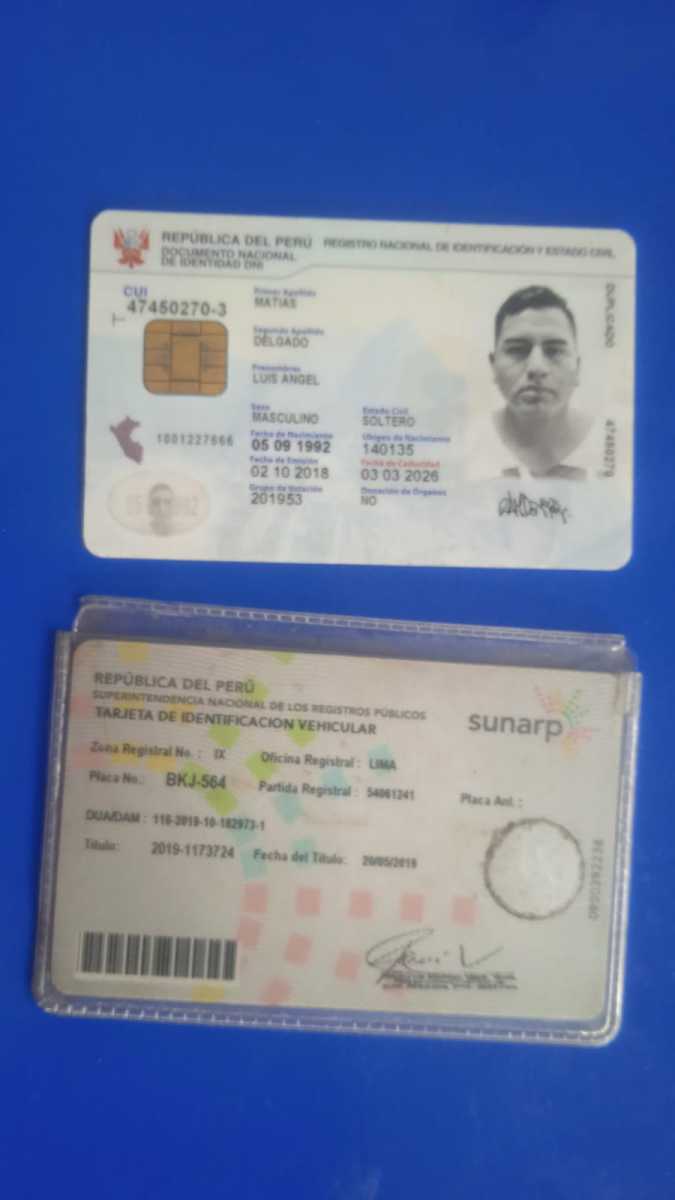 REPÚBLICA DEL PERÚ REGISTRO NACIONAL DE IDENTIFICACIÓN Y ESTADO CIVIL
DOCUMENTO NACIONAL
DE IDENTIDAD DNI
CUI
47450270-3
Primer Apellido
MATIAS
Segundo Apellido
DELGADO
Prenombres
LUIS ANGEL
Sexo Estado Civil
MASCULINO SOLTERO
Fecha de Nacimiento Ubigeo de Nacimiento
05 09 1992 140135
Fecha de Emisión Fecha de Caducidad
02 10 2018 03 03 2026
Grupo de Votación Donación de Órganos
201953 NO
1001227666
DUPLICADO
47450270
REPÚBLICA DEL PERÚ
SUPERINTENDENCIA NACIONAL DE LOS REGISTROS PÚBLICOS
TARJETA DE IDENTIFICACION VEHICULAR
sunarp
Zona Registral No. : IX Oficina Registral : LIMA
Placa No.: BKJ-564 Partida Registral : 54061241 Placa Ant. :
DUA/DAM : 118-2019-10-182973-1
Título: 2019-1173724 Fecha del Título: 20/05/2019